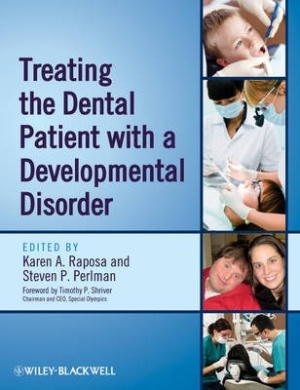 Treating
the Dental
Patient with a
Developmental
Disorder
EDITED BY
Karen A. Raposa and
Steven P. Perlman
Foreword by Timothy P. Shriver
Chairman and CEO, Special Olympics
WILEY-BLACKWELL